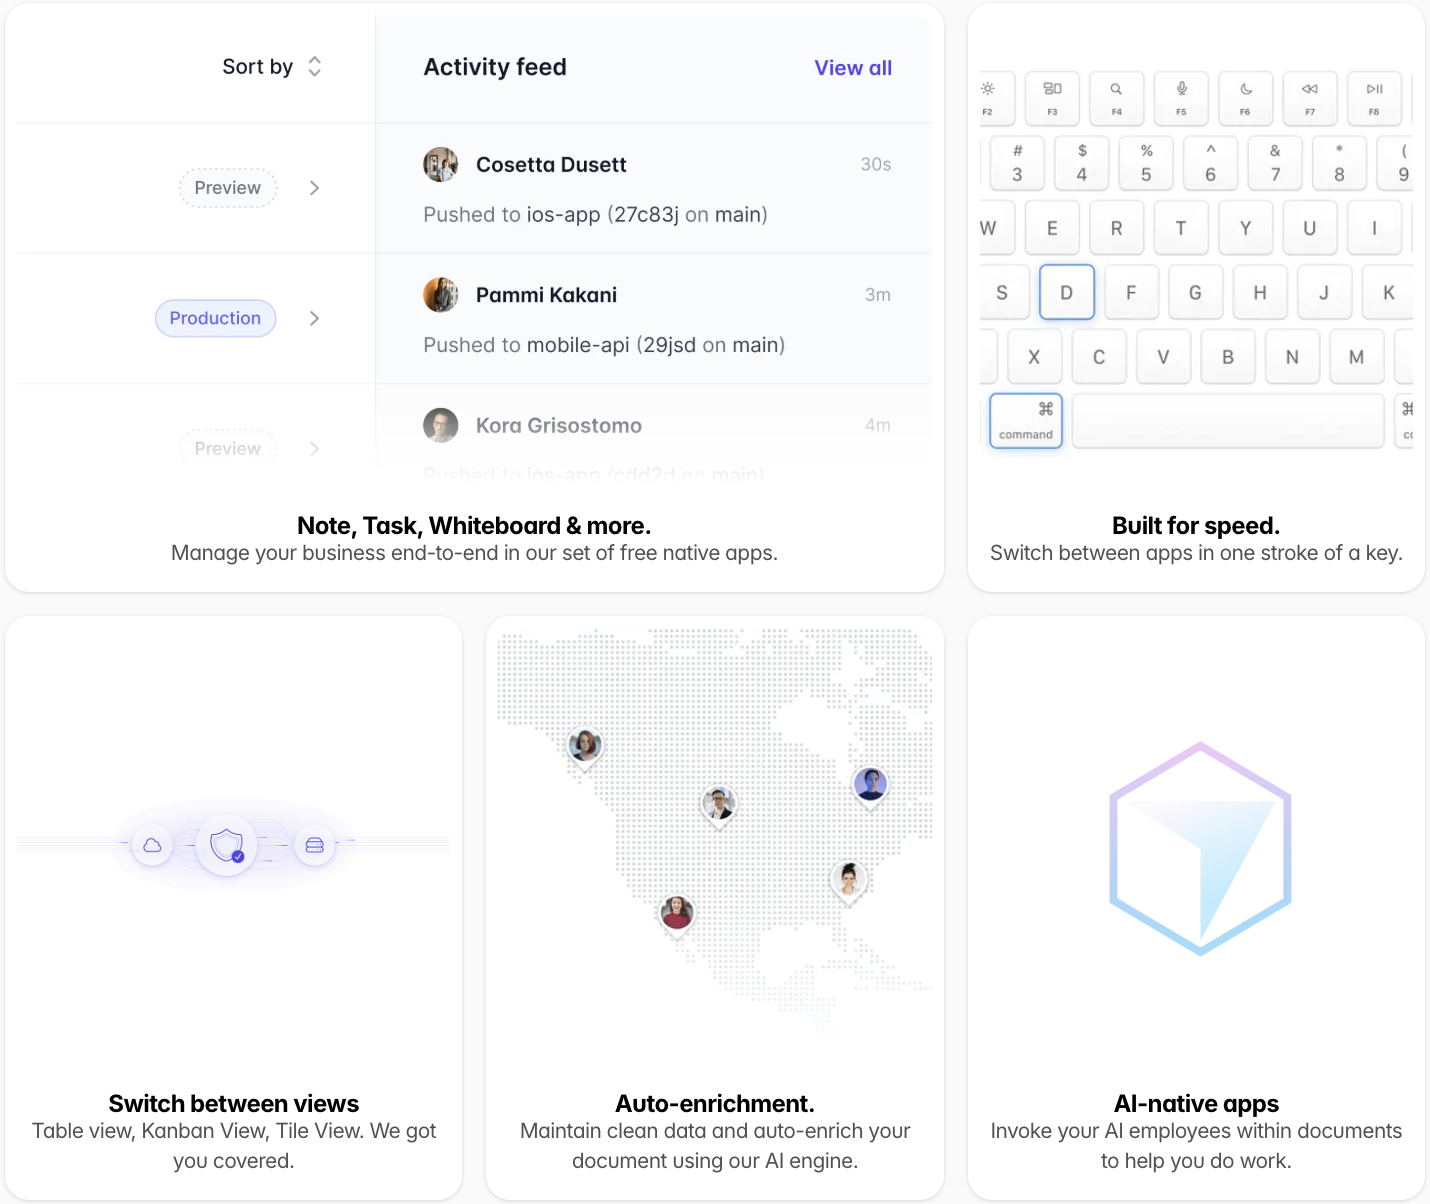 Sort by
Activity feed
View all
Preview
Cosetta Dusett
30s
Pushed to ios-app (27c83j on main)
Production
Pammi Kakani
3m
Pushed to mobile-api (29jsd on main)
Preview
Kora Grisostomo
4m
Pushed to ios-app (cdd2d on main)
Note, Task, Whiteboard & more.
Manage your business end-to-end in our set of free native apps.
F2 F3 F4 F5 F6 F7 F8
# $ % ^ & * (
3 4 5 6 7 8 9
W E R T Y U I
S D F G H J K
X C V B N M
⌘ ⌘
command
Built for speed.
Switch between apps in one stroke of a key.
Switch between views
Table view, Kanban View, Tile View. We got
you covered.
Auto-enrichment.
Maintain clean data and auto-enrich your
document using our AI engine.
AI-native apps
Invoke your AI employees within documents
to help you do work.